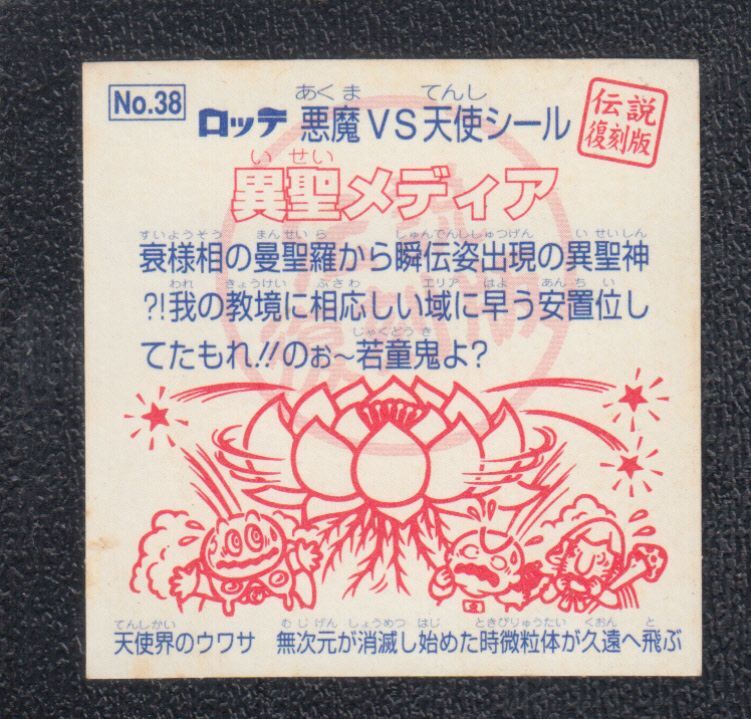 No.38
あくま てんし
ロッテ 悪魔VS天使シール
伝説
復刻版
いせい
異聖メディア
すいようそう まんせいら しゅんでんししゅつげん いせいしん
衰様相の曼聖羅から瞬伝姿出現の異聖神
われ きょうけい ふさわ エリア はよ あんちい
?!我の教境に相応しい域に早う安置位し
じゃくどうき
てたもれ!!のぉ〜若童鬼よ?
てんしかい むじげん しょうめつ はじ ときびりゅうたい くおん と
天使界のウワサ 無次元が消滅し始めた時微粒体が久遠へ飛ぶ